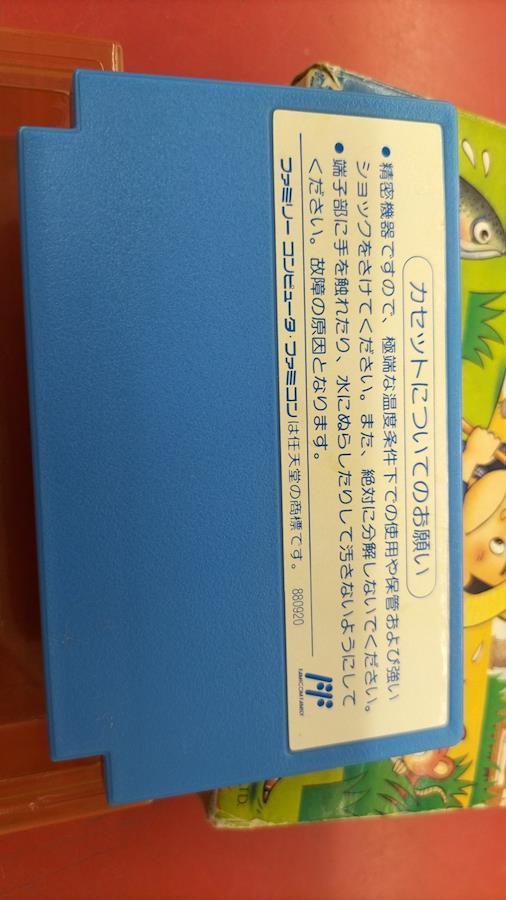 カセットについてのお願い
● 精密機器ですので、極端な温度条件下での使用や保管および強い
ショックをさけてください。また、絶対に分解しないでください。
● 端子部に手を触れたり、水にぬらしたりして汚さないようにして
ください。故障の原因となります。
ファミリーコンピュータ・ファミコンは任天堂の商標です。
880920
FAMICOM FAMILY
LTD.